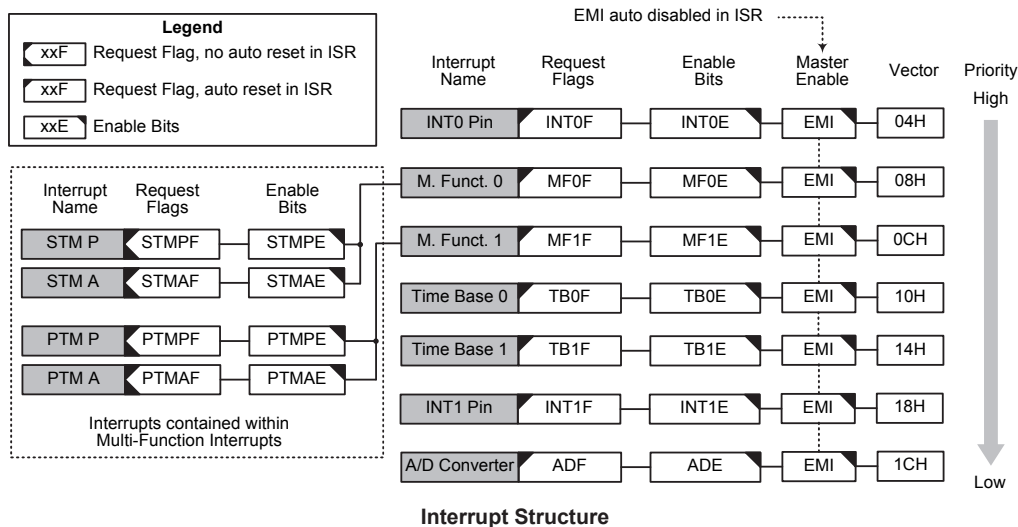 EMI auto disabled in ISR
Legend
xxF Request Flag, no auto reset in ISR
xxF Request Flag, auto reset in ISR
xxE Enable Bits
Interrupt Name Request Flags Enable Bits Master Enable Vector Priority
High
INT0 Pin INT0F INT0E EMI 04H
M. Funct. 0 MF0F MF0E EMI 08H
M. Funct. 1 MF1F MF1E EMI 0CH
Time Base 0 TB0F TB0E EMI 10H
Time Base 1 TB1F TB1E EMI 14H
INT1 Pin INT1F INT1E EMI 18H
A/D Converter ADF ADE EMI 1CH
Low
Interrupt Name Request Flags Enable Bits
STM P STMPF STMPE
STM A STMAF STMAE
PTM P PTMPF PTMPE
PTM A PTMAF PTMAE
Interrupts contained within
Multi-Function Interrupts
Interrupt Structure